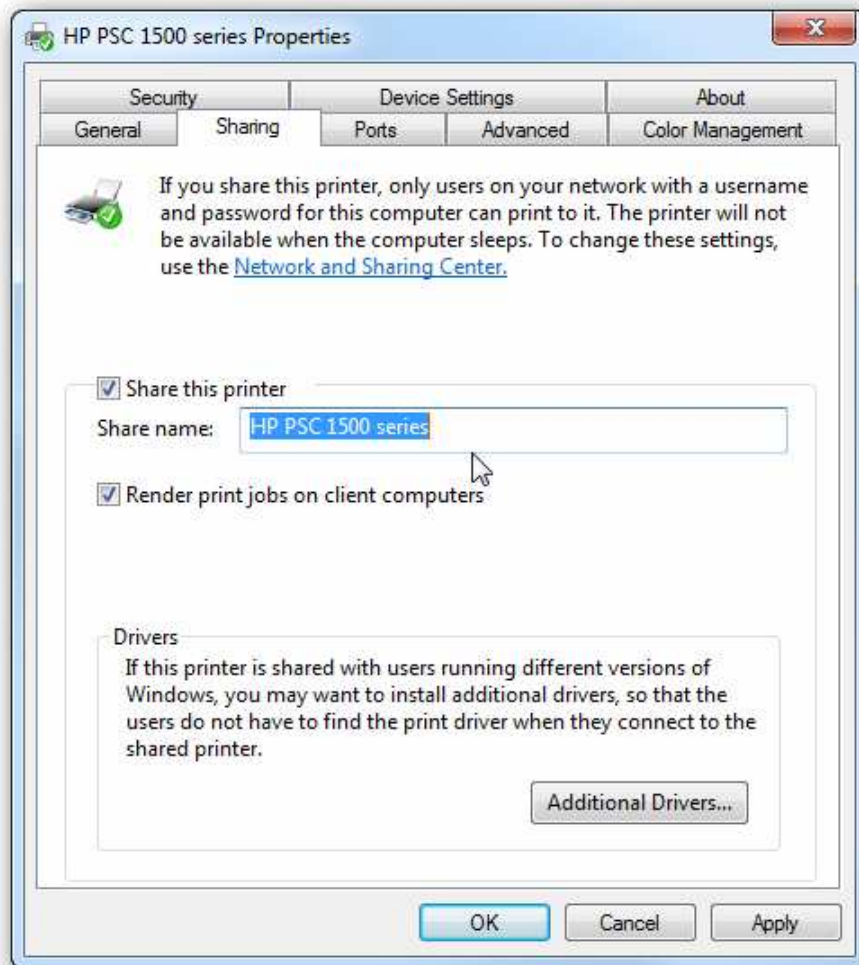 HP PSC 1500 series Properties
Security Device Settings About
General Sharing Ports Advanced Color Management
If you share this printer, only users on your network with a username
and password for this computer can print to it. The printer will not
be available when the computer sleeps. To change these settings,
use the Network and Sharing Center.
Share this printer
Share name: HP PSC 1500 series
Render print jobs on client computers
Drivers
If this printer is shared with users running different versions of
Windows, you may want to install additional drivers, so that the
users do not have to find the print driver when they connect to the
shared printer.
Additional Drivers...
OK Cancel Apply